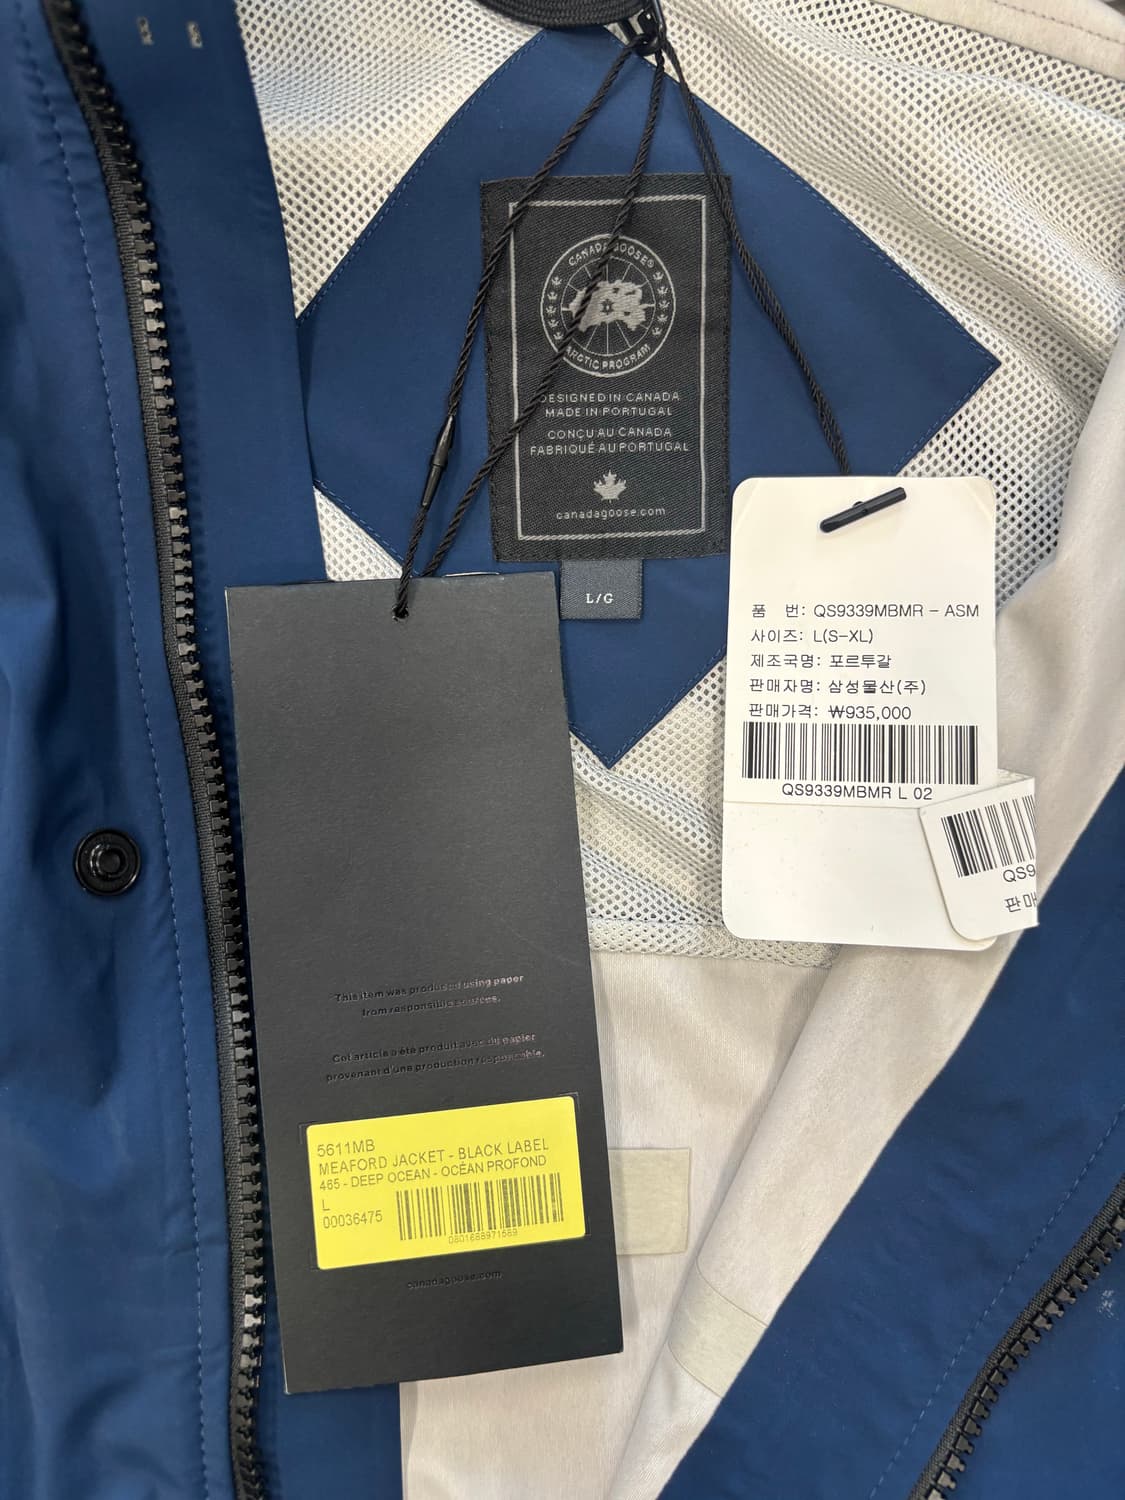 CANADA GOOSE®
ARCTIC PROGRAM
DESIGNED IN CANADA
MADE IN PORTUGAL
CONÇU AU CANADA
FABRIQUÉ AU PORTUGAL
canadagoose.com
L/G
품 번: QS9339MBMR - ASM
사이즈: L(S-XL)
제조국명: 포르투갈
판매자명: 삼성물산(주)
판매가격: ₩935,000
QS9339MBMR L 02
QS9
판매
This item was produced using paper
from responsible sources.
Cet article a été produit avec du papier
provenant d'une production responsable.
5611MB
MEAFORD JACKET - BLACK LABEL
465 - DEEP OCEAN - OCÉAN PROFOND
L
00036475
0801688971569
canadagoose.com